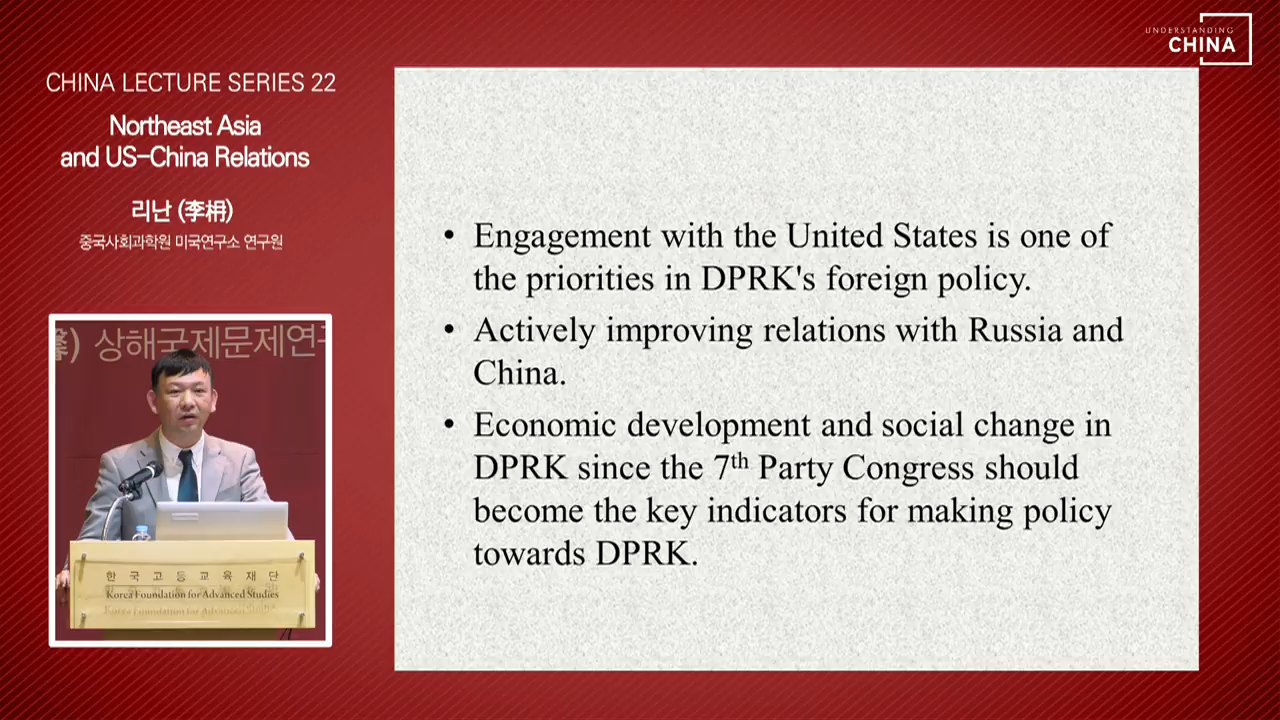 UNDERSTANDING
CHINA
CHINA LECTURE SERIES 22
Northeast Asia
and US-China Relations
리난 (李枏)
중국사회과학원 미국연구소 연구원
) 상해국제문제연구
한 국 고 등 교 육 재 단
Korea Foundation for Advanced Studies
• Engagement with the United States is one of
the priorities in DPRK's foreign policy.
• Actively improving relations with Russia and
China.
• Economic development and social change in
DPRK since the 7th Party Congress should
become the key indicators for making policy
towards DPRK.